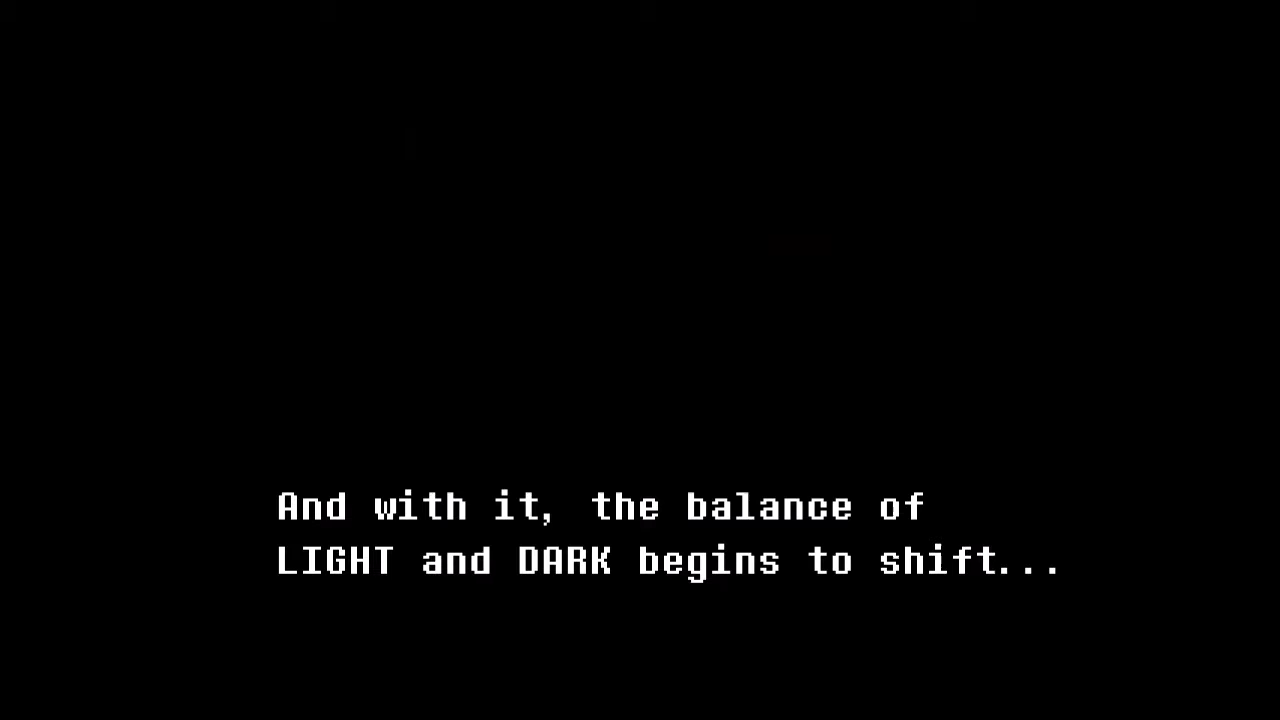 And with it, the balance of
LIGHT and DARK begins to shift...